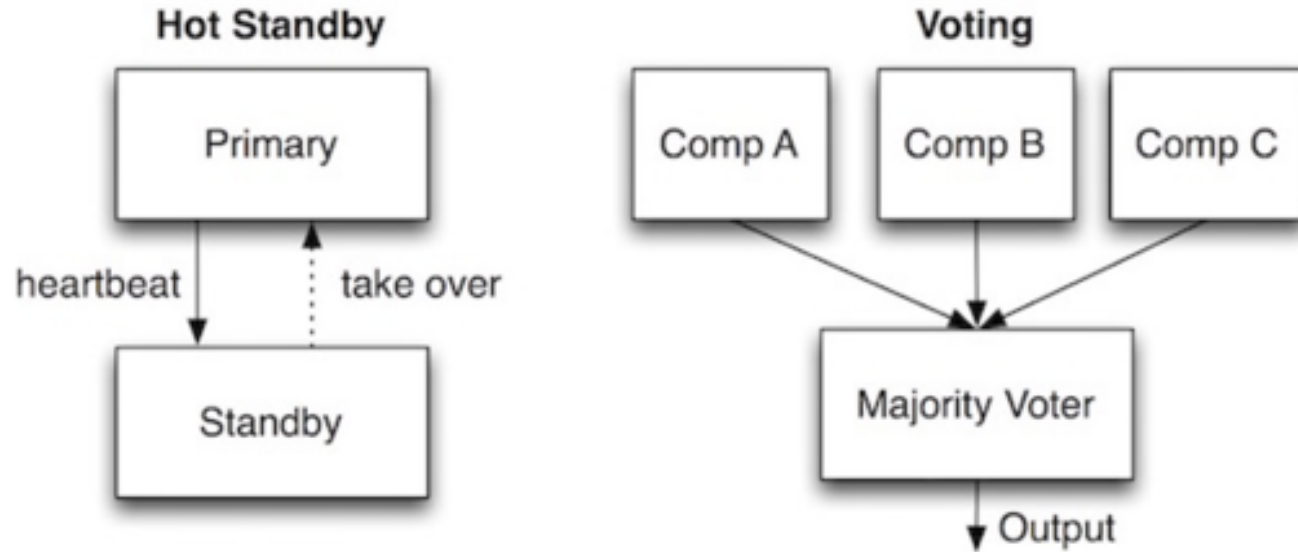 Hot Standby
Primary
heartbeat
take over
Standby
Voting
Comp A
Comp B
Comp C
Majority Voter
Output